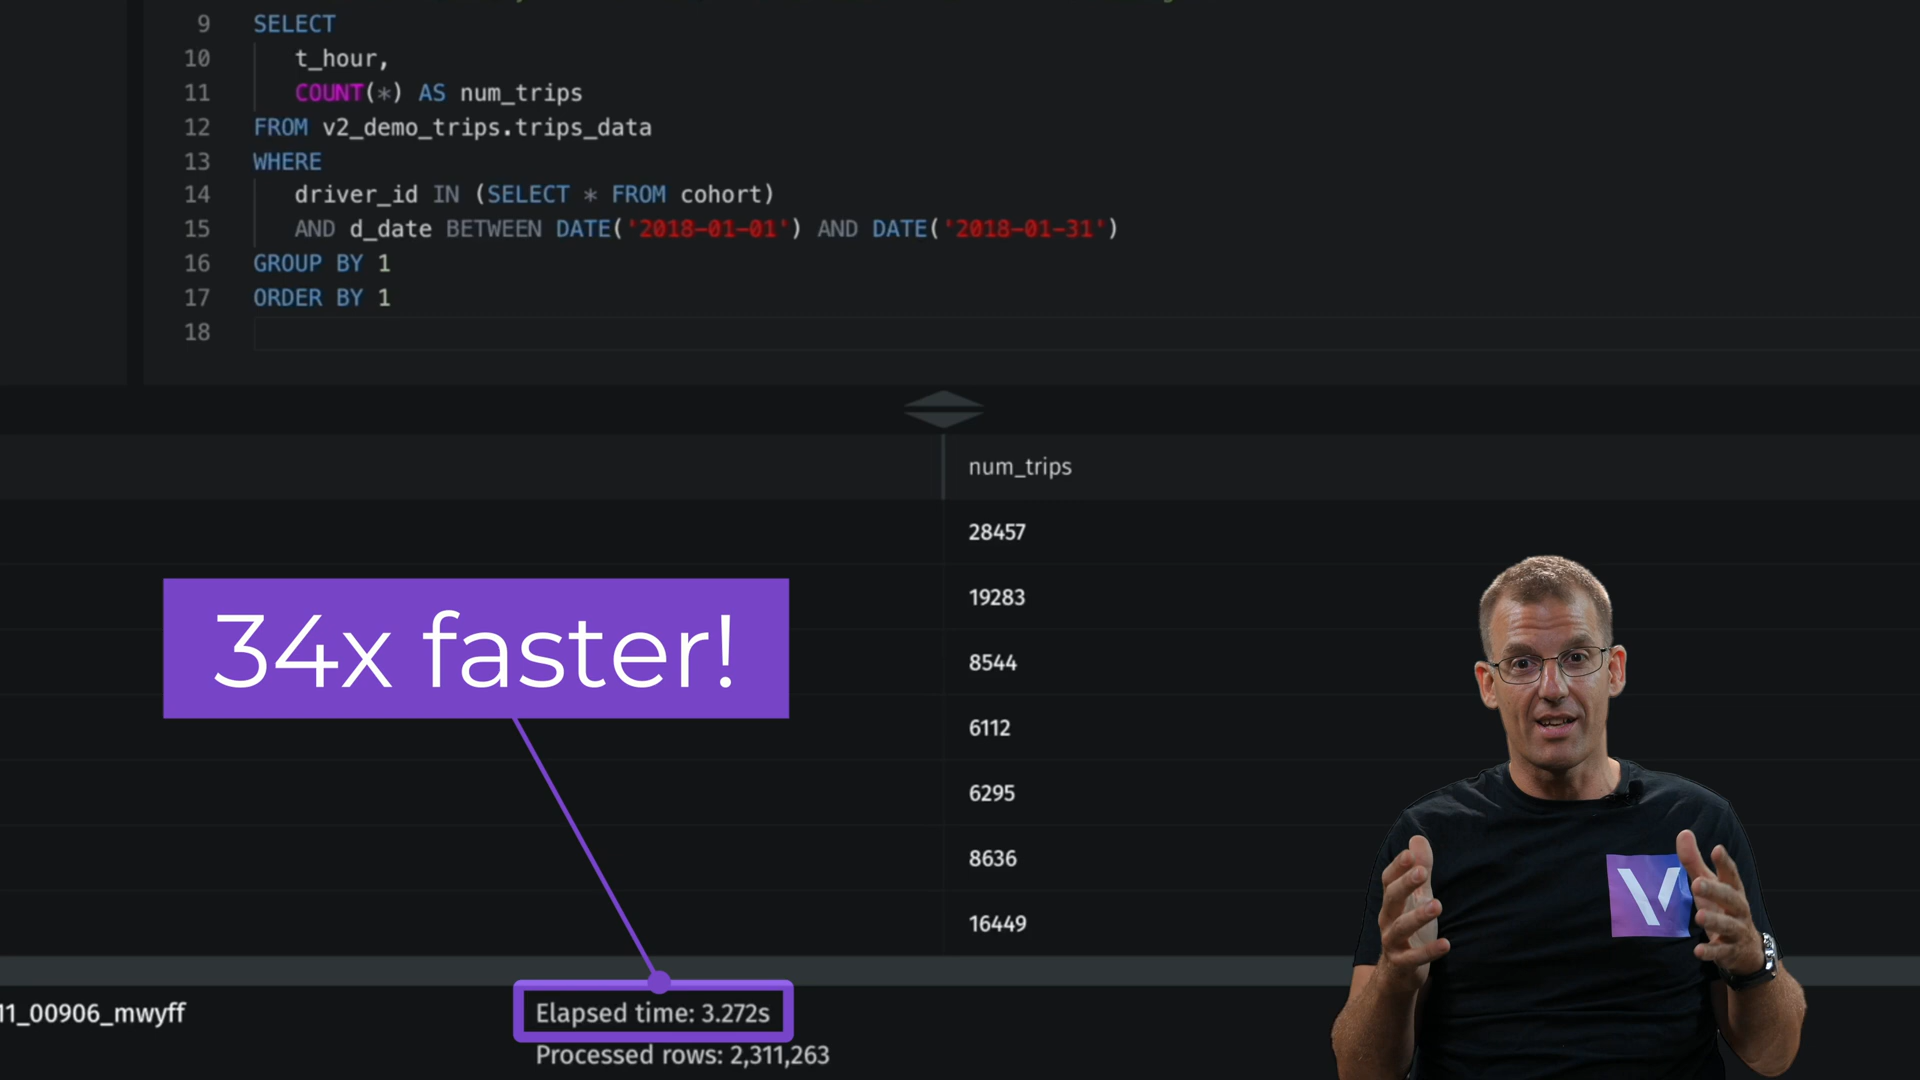 9 SELECT
10 t_hour,
11 COUNT(*) AS num_trips
12 FROM v2_demo_trips.trips_data
13 WHERE
14 driver_id IN (SELECT * FROM cohort)
15 AND d_date BETWEEN DATE('2018-01-01') AND DATE('2018-01-31')
16 GROUP BY 1
17 ORDER BY 1
18
num_trips
28457
19283
8544
6112
6295
8636
16449
34x faster!
11_00906_mwyff
Elapsed time: 3.272s
Processed rows: 2,311,263
V